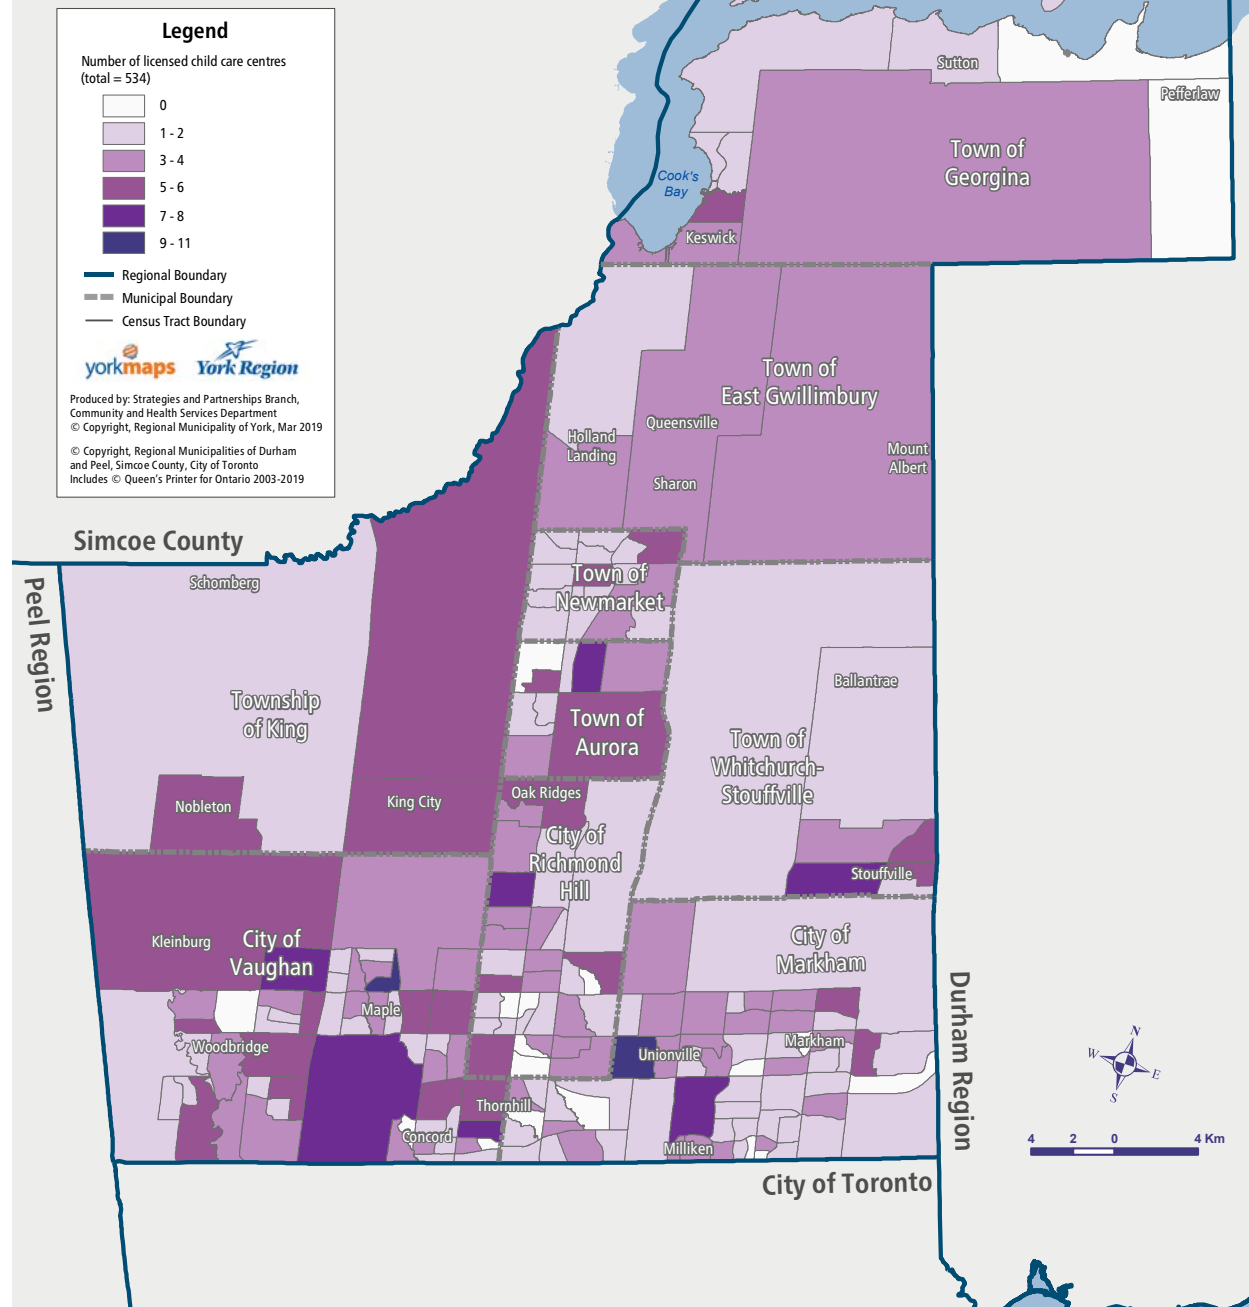 Legend
Number of licensed child care centres
(total = 534)
0
1 - 2
3 - 4
5 - 6
7 - 8
9 - 11
Regional Boundary
Municipal Boundary
Census Tract Boundary
yorkmaps
York Region
Produced by: Strategies and Partnerships Branch,
Community and Health Services Department
© Copyright, Regional Municipality of York, Mar 2019
© Copyright, Regional Municipalities of Durham
and Peel, Simcoe County, City of Toronto
Includes © Queen's Printer for Ontario 2003-2019
Sutton
Pefferlaw
Town of
Georgina
Cook's
Bay
Keswick
Town of
East Gwillimbury
Queensville
Holland
Landing
Mount
Albert
Sharon
Simcoe County
Peel Region
Schomberg
Town of
Newmarket
Township
of King
Ballantrae
Town of
Aurora
Town of
Whitchurch-
Stouffville
Nobleton
King City
Oak Ridges
City of
Richmond
Hill
Stouffville
Kleinburg
City of
Vaughan
City of
Markham
Durham Region
Maple
Woodbridge
Unionville
Markham
Thornhill
Concord
Milliken
City of Toronto
N
W
E
S
4 2 0 4 Km